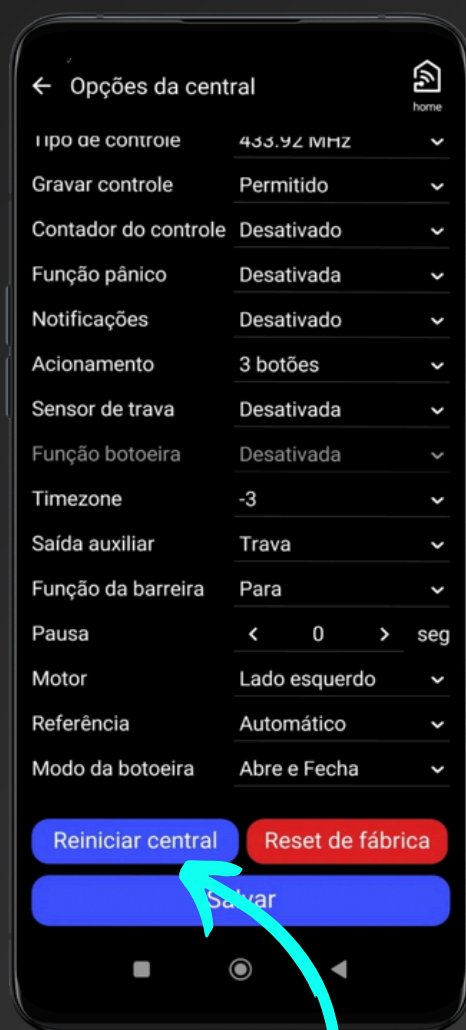 Opções da central
home
Tipo de controle 433.92 MHz
Gravar controle Permitido
Contador do controle Desativado
Função pânico Desativada
Notificações Desativado
Acionamento 3 botões
Sensor de trava Desativada
Função botoeira Desativada
Timezone -3
Saída auxiliar Trava
Função da barreira Para
Pausa 0 seg
Motor Lado esquerdo
Referência Automático
Modo da botoeira Abre e Fecha
Reiniciar central Reset de fábrica
Salvar